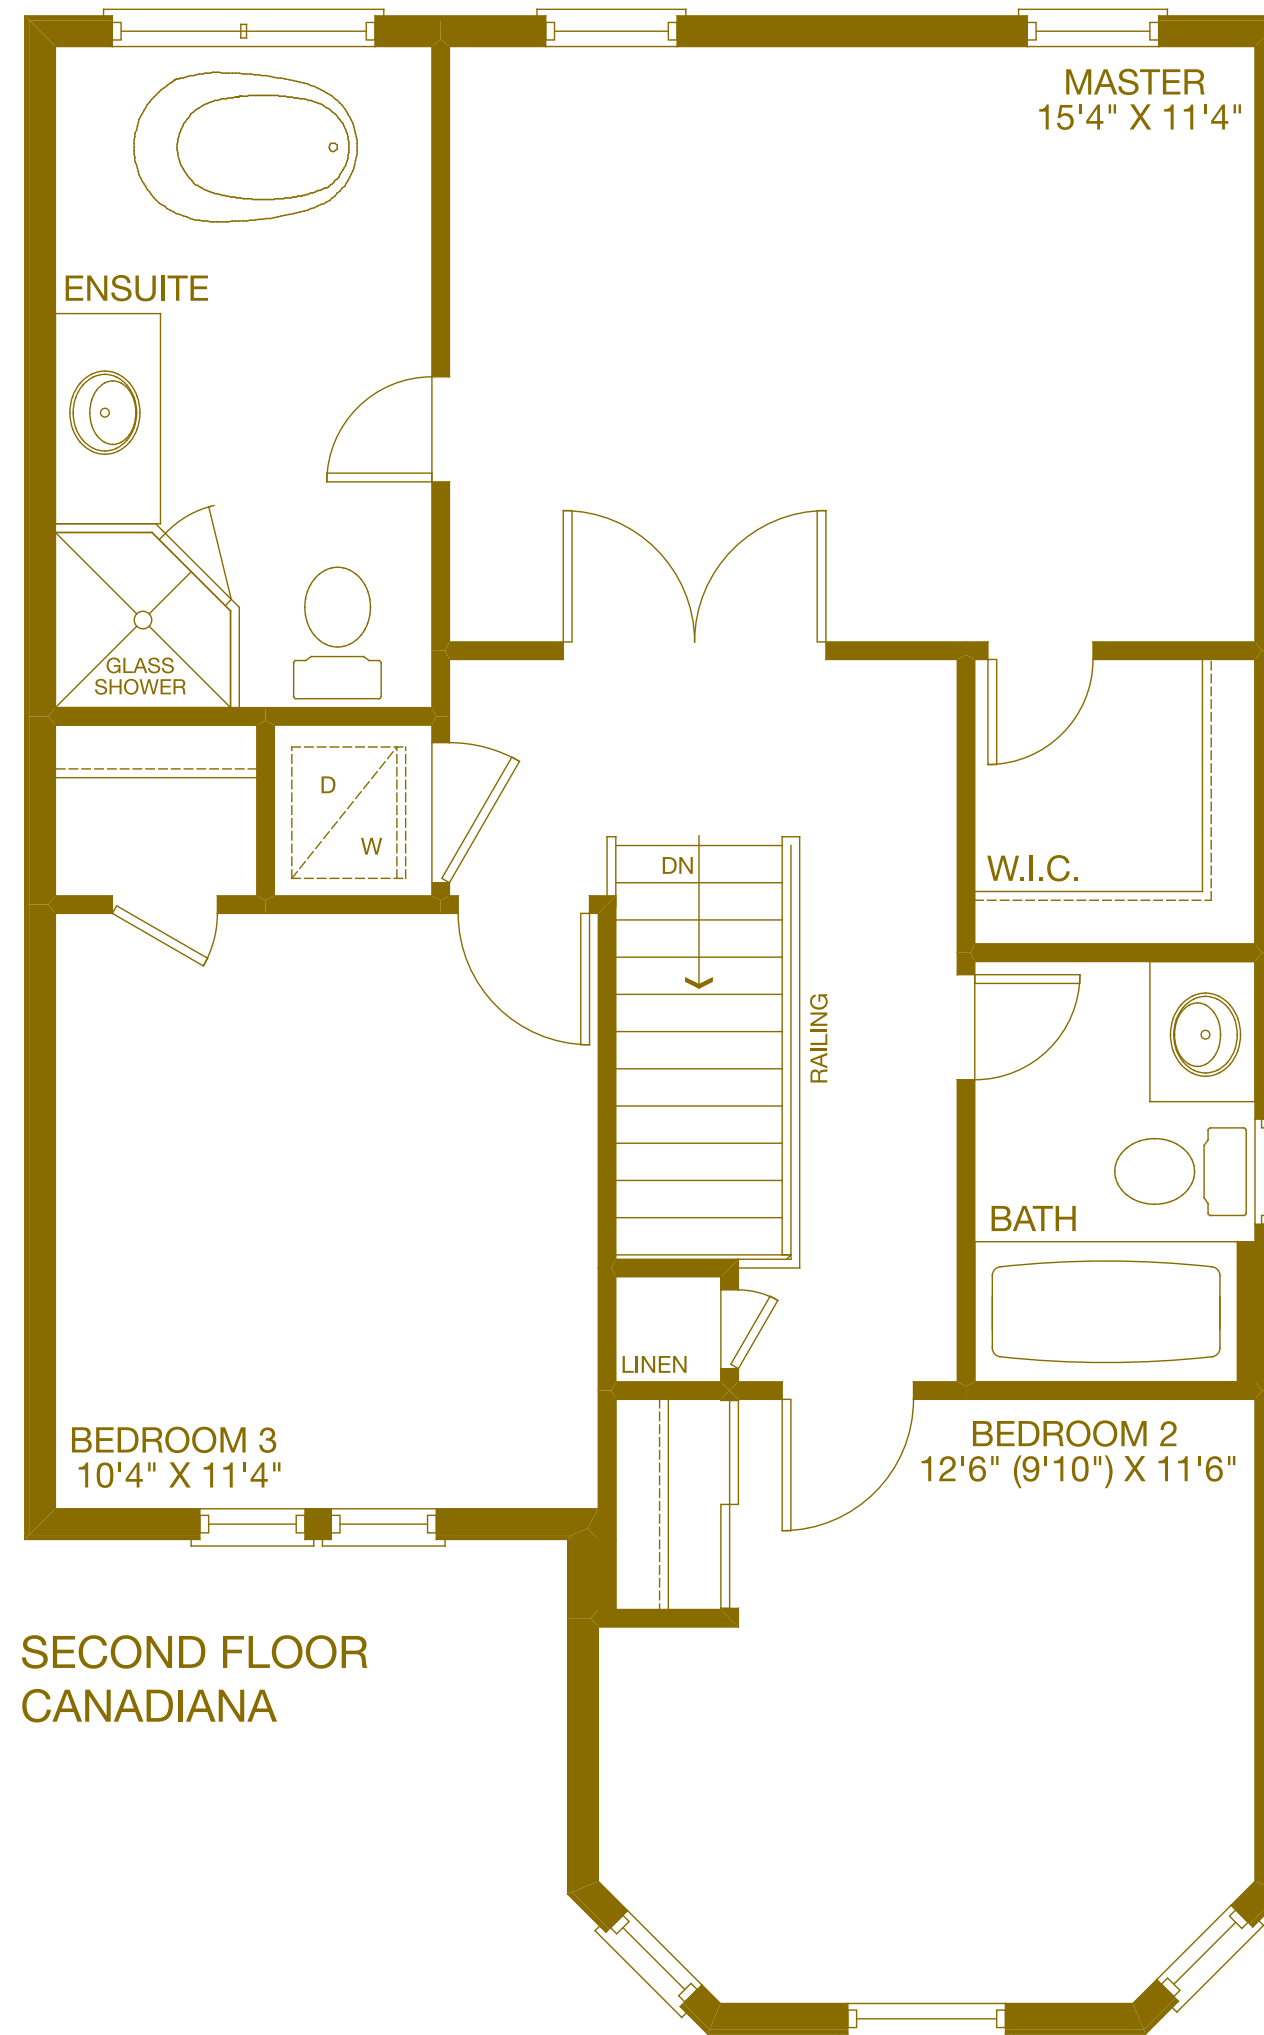 MASTER
15'4" X 11'4"
ENSUITE
GLASS
SHOWER
D
W
DN
W.I.C.
RAILING
BATH
LINEN
BEDROOM 3
10'4" X 11'4"
BEDROOM 2
12'6" (9'10") X 11'6"
SECOND FLOOR
CANADIANA